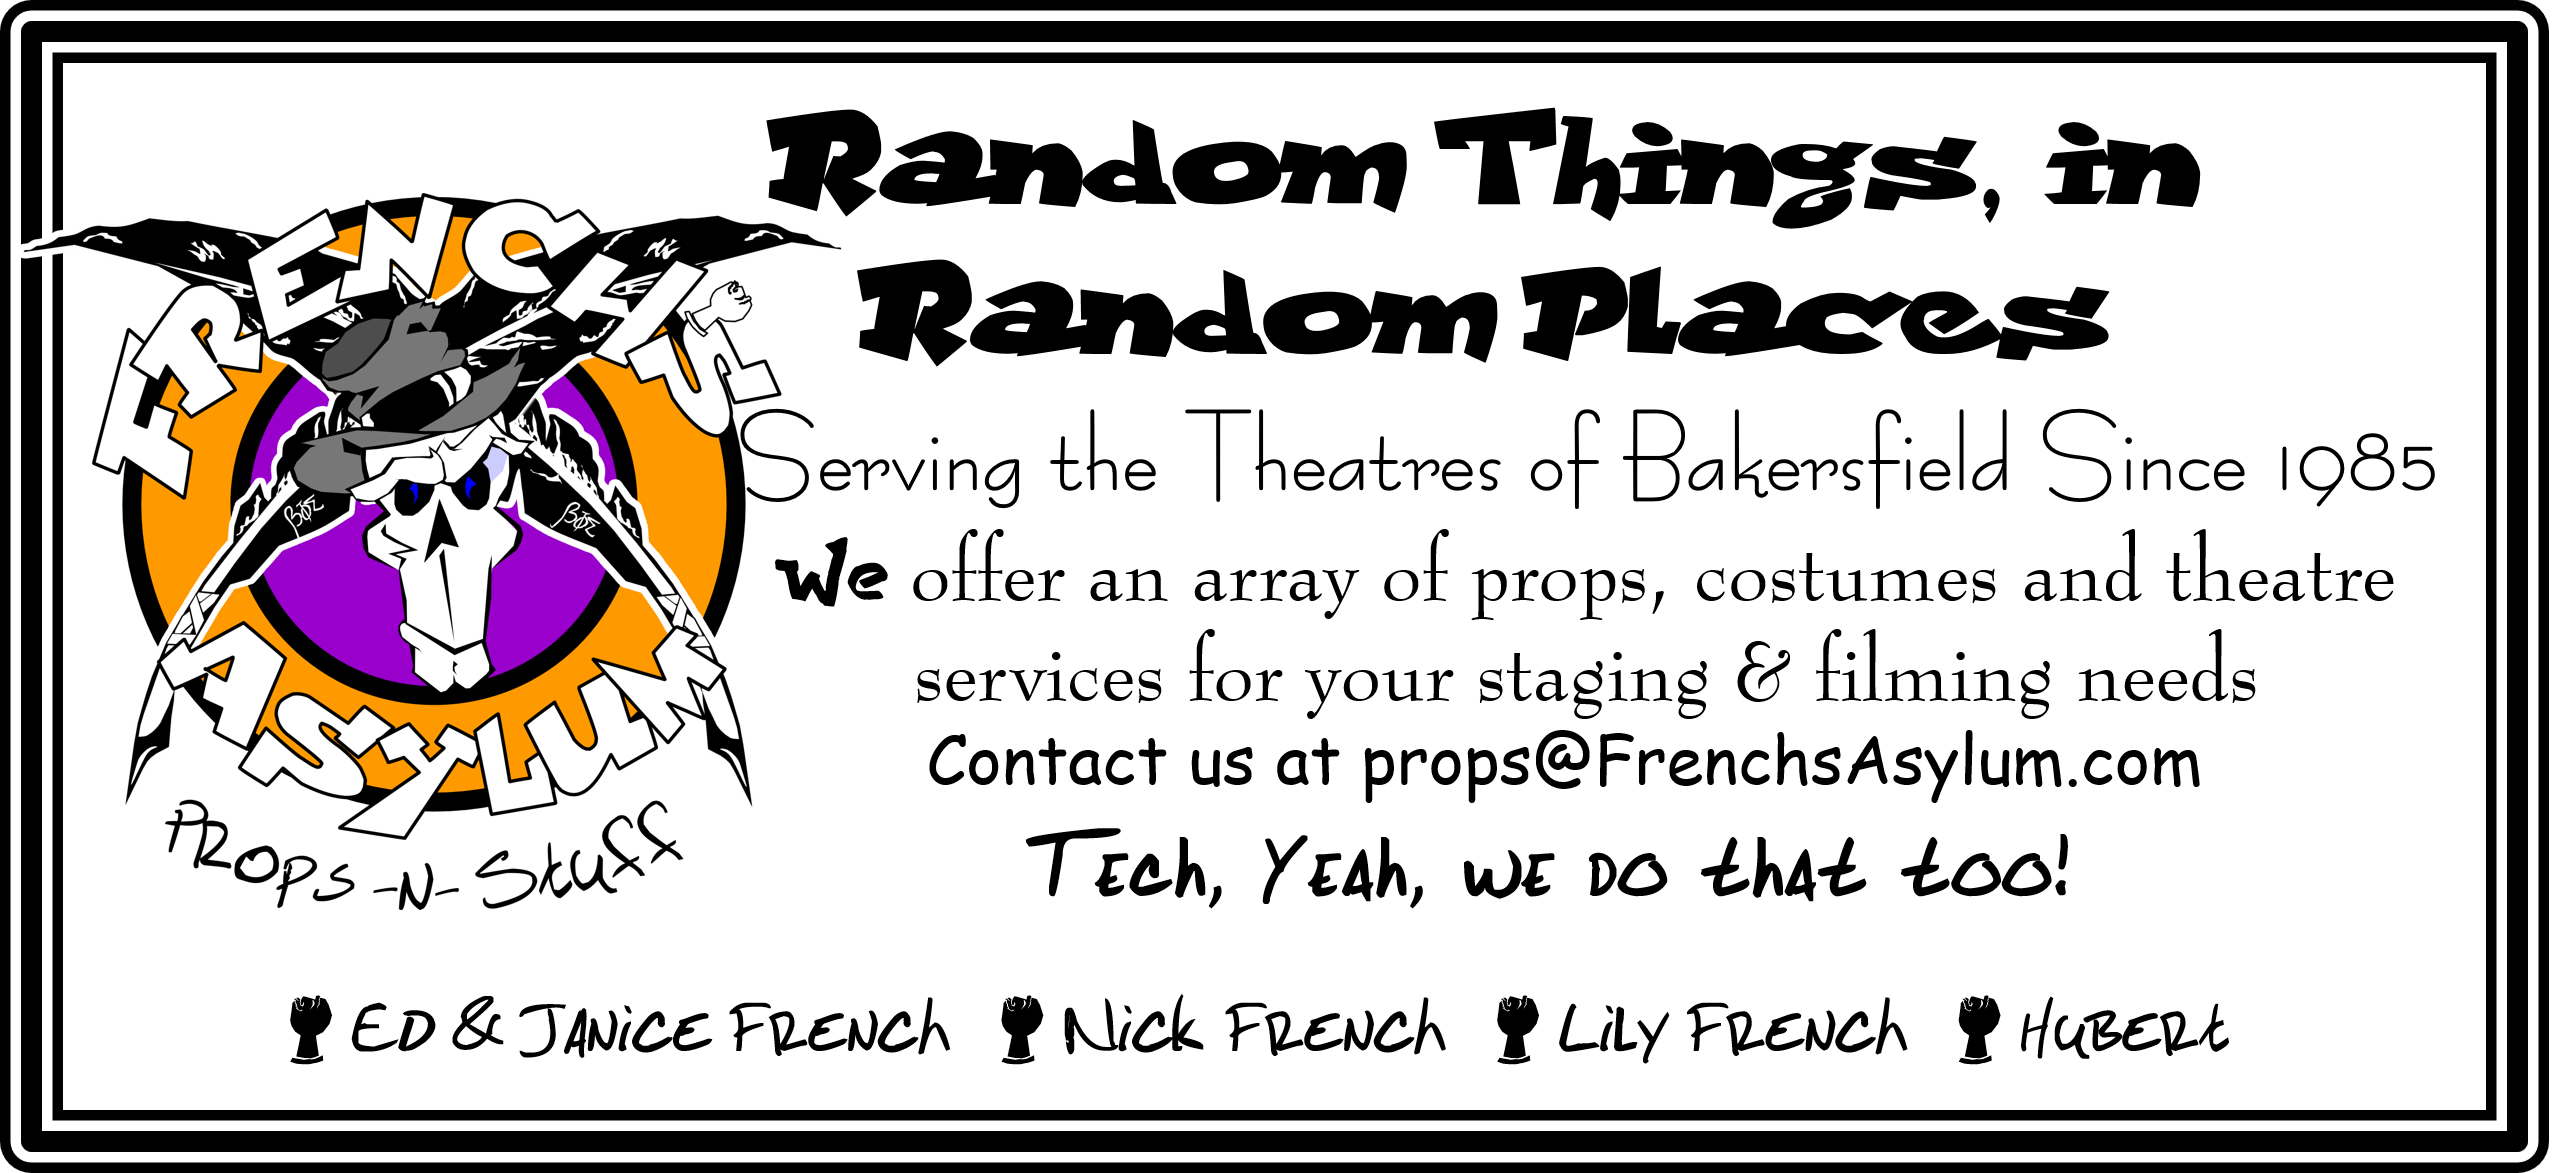 Random Things, in
Random Places
FRENCH'S
Serving the Theatres of Bakersfield Since 1985
ΒΦΣ ΒΦΣ
We offer an array of props, costumes and theatre
services for your staging & filming needs
ASYLUM
Contact us at props@FrenchsAsylum.com
PROPS -N- Stuff
Tech, Yeah, we do that too!
Ed & Janice French Nick French Lily French Hubert